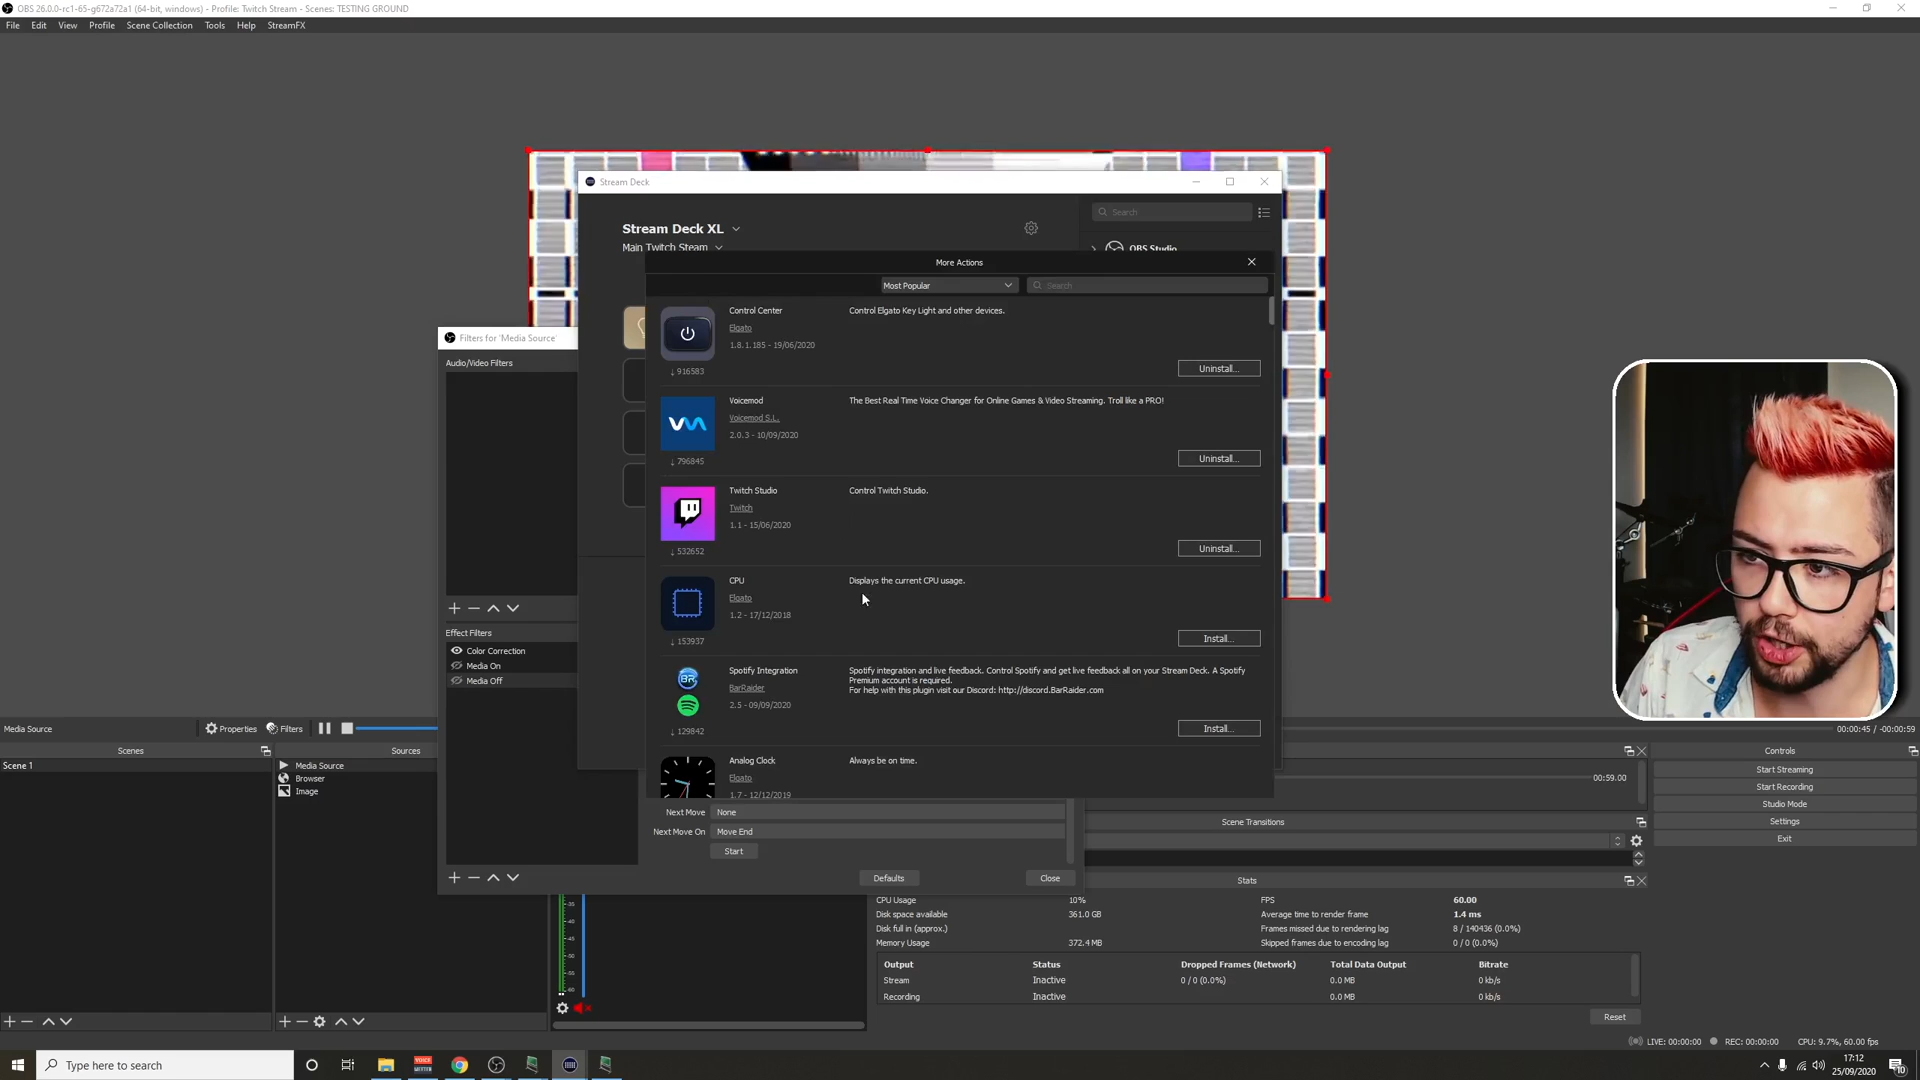 OBS 26.0.0-rc1-65-g672a72a1 (64-bit, windows) - Profile: Twitch Stream - Scenes: TESTING GROUND
File Edit View Profile Scene Collection Tools Help StreamFX
Stream Deck
Stream Deck XL
Search
Main Twitch Steam
OBS Studio
More Actions
Most Popular
Search
Control Center
Control Elgato Key Light and other devices.
Elgato
1.8.1.185 - 19/06/2020
916583
Uninstall...
Voicemod
The Best Real Time Voice Changer for Online Games & Video Streaming. Troll like a PRO!
Voicemod S.L.
2.0.3 - 10/09/2020
796845
Uninstall...
Twitch Studio
Control Twitch Studio.
Twitch
1.1 - 15/06/2020
532652
Uninstall...
CPU
Displays the current CPU usage.
Elgato
1.2 - 17/12/2018
153937
Install...
Spotify Integration
Spotify integration and live feedback. Control Spotify and get live feedback all on your Stream Deck. A Spotify
Premium account is required.
For help with this plugin visit our Discord: http://discord.BarRaider.com
BR
BarRaider
2.5 - 09/09/2020
129842
Install...
Analog Clock
Always be on time.
Elgato
1.7 - 12/12/2019
Filters for 'Media Source'
Audio/Video Filters
Effect Filters
Color Correction
Media On
Media Off
Next Move None
Next Move On Move End
Start
Defaults
Close
Media Source
Properties
Filters
00:00:45 / -00:00:59
Scenes
Scene 1
Sources
Media Source
Browser
Image
00:59.00
Scene Transitions
Controls
Start Streaming
Start Recording
Studio Mode
Settings
Exit
Stats
CPU Usage 10% FPS 60.00
Disk space available 361.0 GB Average time to render frame 1.4 ms
Disk full in (approx.) Frames missed due to rendering lag 8 / 140436 (0.0%)
Memory Usage 372.4 MB Skipped frames due to encoding lag 0 / 0 (0.0%)
Output Status Dropped Frames (Network) Total Data Output Bitrate
Stream Inactive 0 / 0 (0.0%) 0.0 MB 0 kb/s
Recording Inactive 0.0 MB 0 kb/s
Reset
-35
-40
-45
-50
-55
-60
LIVE: 00:00:00 REC: 00:00:00 CPU: 9.7%, 60.00 fps
Type here to search
VOICE
17:12
25/09/2020
10